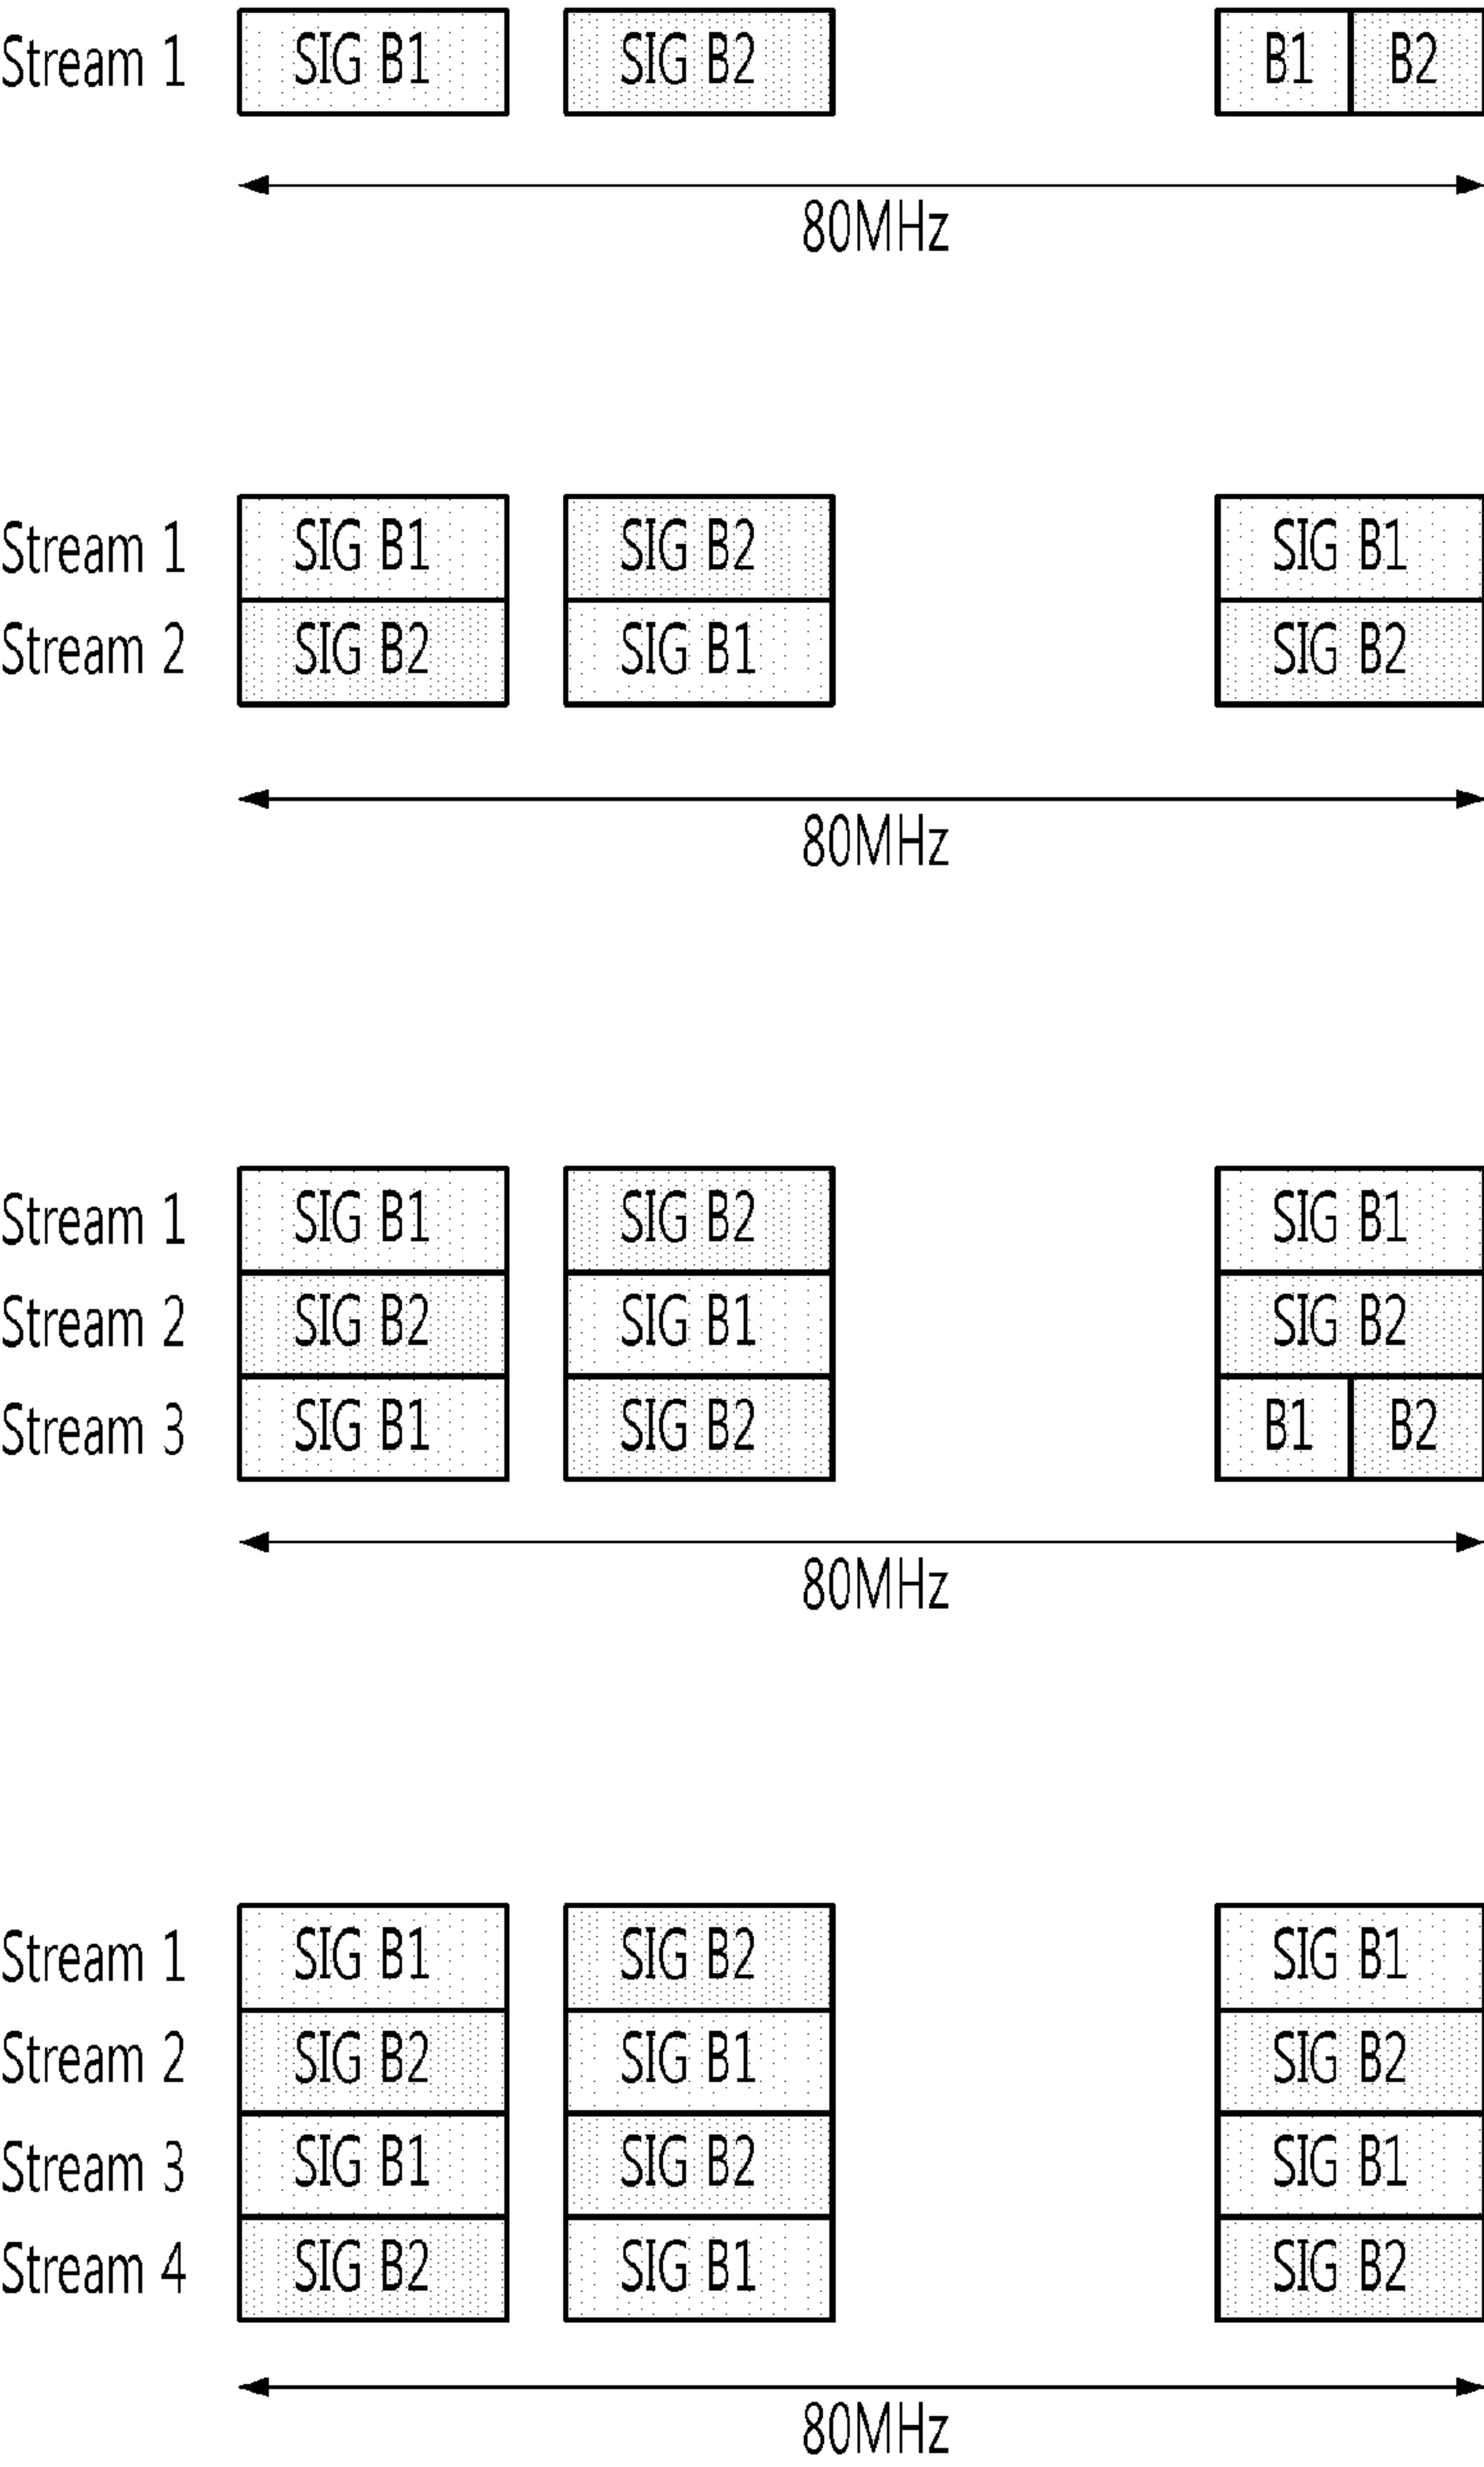 Stream 1 SIG B1 SIG B2 B1 B2
80MHz
Stream 1 SIG B1 SIG B2 SIG B1
Stream 2 SIG B2 SIG B1 SIG B2
80MHz
Stream 1 SIG B1 SIG B2 SIG B1
Stream 2 SIG B2 SIG B1 SIG B2
Stream 3 SIG B1 SIG B2 B1 B2
80MHz
Stream 1 SIG B1 SIG B2 SIG B1
Stream 2 SIG B2 SIG B1 SIG B2
Stream 3 SIG B1 SIG B2 SIG B1
Stream 4 SIG B2 SIG B1 SIG B2
80MHz